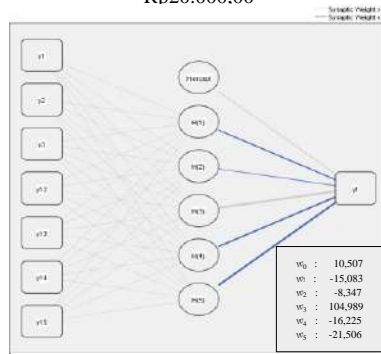 Rp20.000,00
Synaptic Weight >
Synaptic Weight <
y1
y2
y3
y12
y13
y14
y15
Intercept
H(1)
H(2)
H(3)
H(4)
H(5)
yt
w₀ : 10,507
w₁ : -15,083
w₂ : -8,347
w₃ : 104,989
w₄ : -16,225
w₅ : -21,506